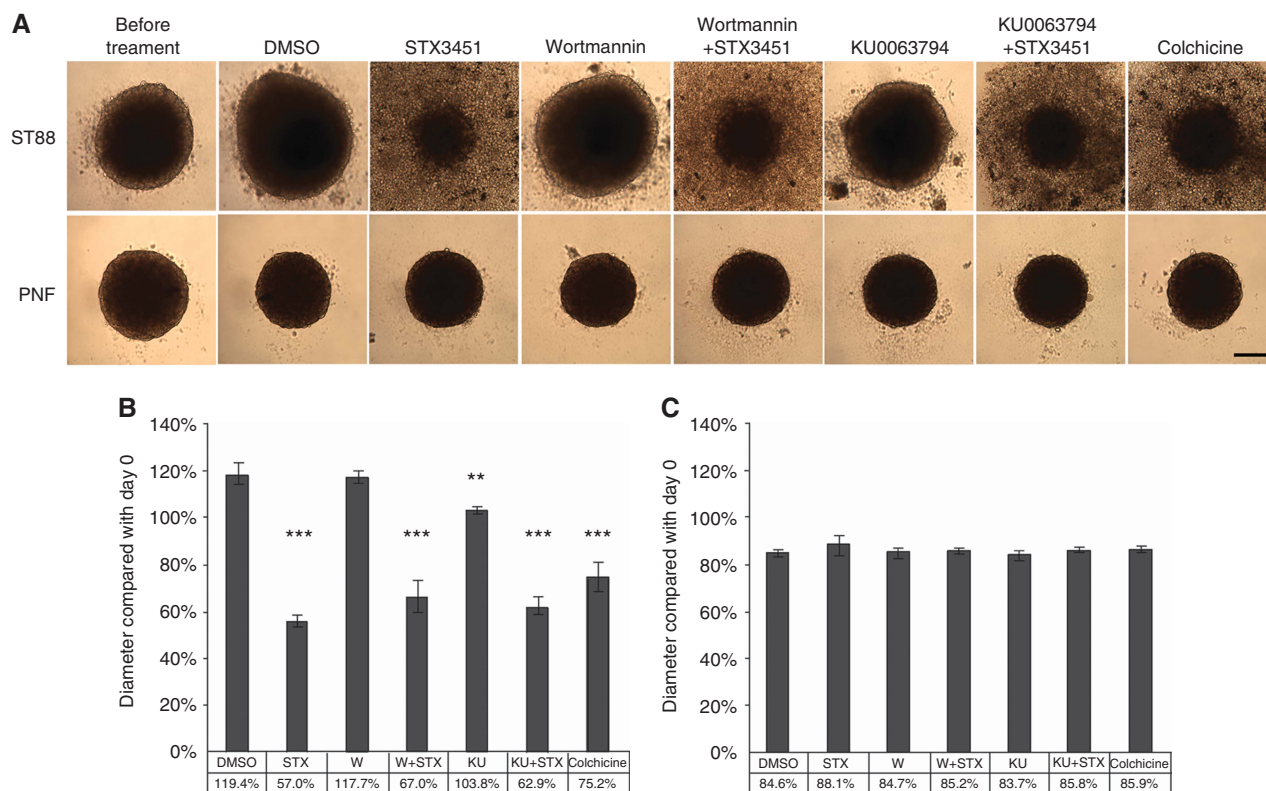 A
Before
treament
DMSO
STX3451
Wortmannin
Wortmannin
+STX3451
KU0063794
KU0063794
+STX3451
Colchicine
ST88
PNF
B
Diameter compared with day 0
140%
120%
100%
80%
60%
40%
20%
0%
** 
*** *** *** ***
DMSO STX W W+STX KU KU+STX Colchicine
119.4% 57.0% 117.7% 67.0% 103.8% 62.9% 75.2%
C
Diameter compared with day 0
140%
120%
100%
80%
60%
40%
20%
0%
DMSO STX W W+STX KU KU+STX Colchicine
84.6% 88.1% 84.7% 85.2% 83.7% 85.8% 85.9%